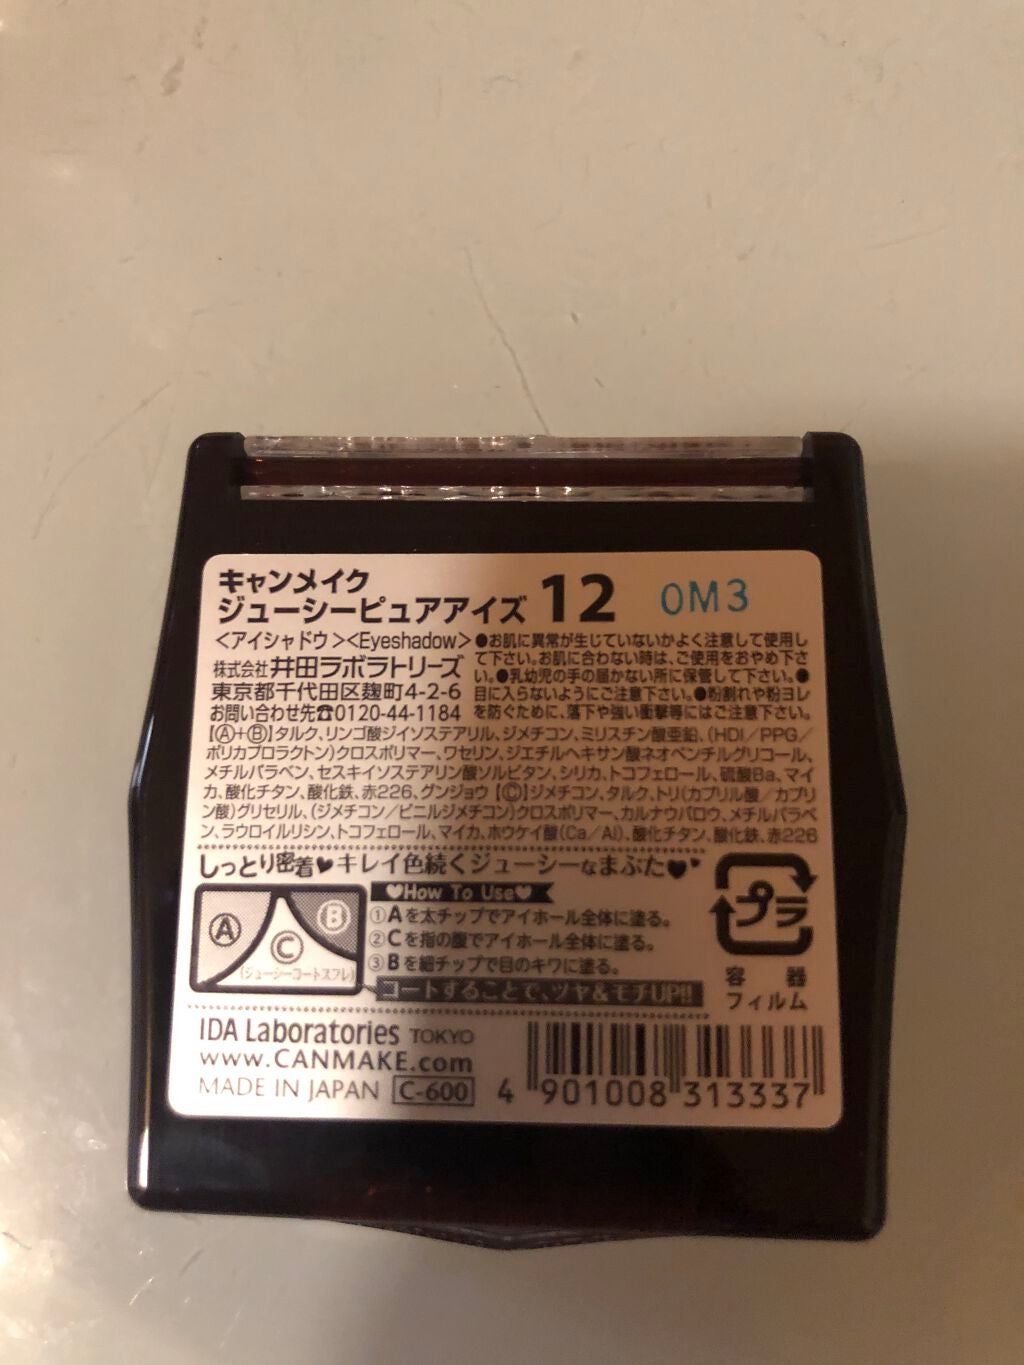 キャンメイク
ジューシーピュアアイズ 12 0M3
<アイシャドウ><Eyeshadow>
株式会社 井田ラボラトリーズ
東京都千代田区麹町4-2-6
お問い合わせ先☎0120-44-1184
●お肌に異常が生じていないかよく注意して使用し
て下さい。お肌に合わない時は、ご使用をおやめ下さ
い。●乳幼児の手の届かない所に保管して下さい。●
目に入らないようにご注意下さい。●粉割れや粉ヨレ
を防ぐために、落下や強い衝撃等にはご注意下さい。
【Ⓐ+Ⓑ】タルク、リンゴ酸ジイソステアリル、ジメチコン、ミリスチン酸亜鉛、(HDI/PPG/
ポリカプロラクトン)クロスポリマー、ワセリン、ジエチルヘキサン酸ネオペンチルグリコール、
メチルパラベン、セスキイソステアリン酸ソルビタン、シリカ、トコフェロール、硫酸Ba、マイ
カ、酸化チタン、酸化鉄、赤226、グンジョウ【Ⓒ】ジメチコン、タルク、トリ(カプリル酸/カプリ
ン酸)グリセリル、(ジメチコン/ビニルジメチコン)クロスポリマー、カルナウバロウ、メチルパラベ
ン、ラウロイルリシン、トコフェロール、マイカ、ホウケイ酸(Ca/Al)、酸化チタン、酸化鉄、赤226
しっとり密着♥キレイ色続くジューシーなまぶた♥♥
Ⓐ Ⓑ Ⓒ
(ジューシーコートスフレ)
♥How To Use♥
①Aを太チップでアイホール全体に塗る。
②Cを指の腹でアイホール全体に塗る。
③Bを細チップで目のキワに塗る。
コートすることで、ツヤ&モチUP!!
プラ
容器
フィルム
IDA Laboratories TOKYO
www.CANMAKE.com
MADE IN JAPAN C-600
4 901008 313337